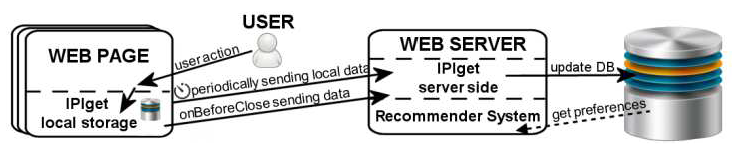 USER
WEB PAGE
user action
IPIget
local storage
periodically sending local data
onBeforeClose sending data
WEB SERVER
IPIget
server side
Recommender System
update DB
get preferences